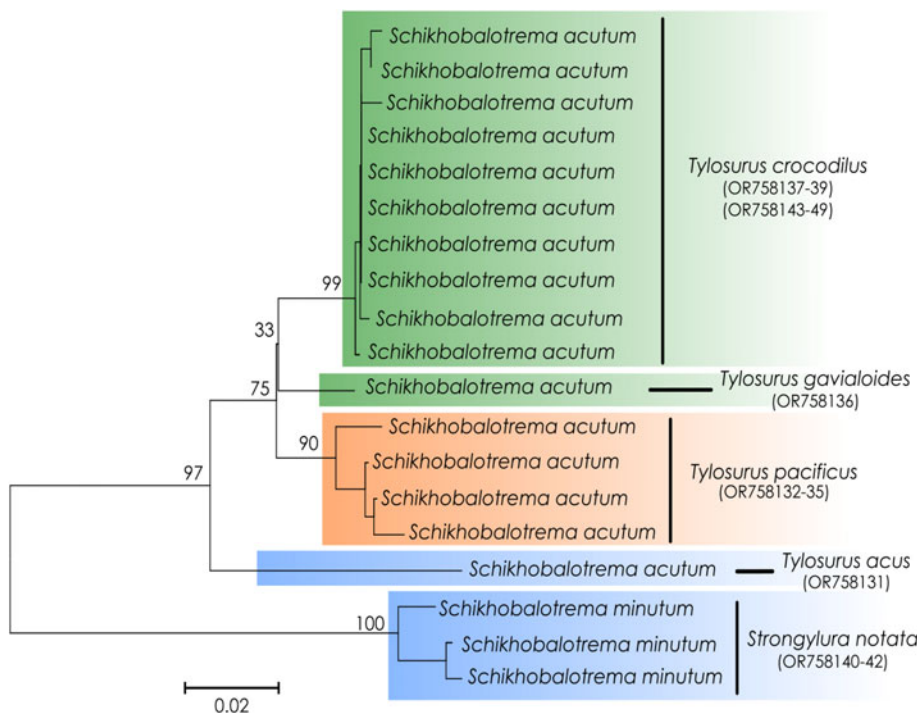 Schikhobalotrema acutum
Schikhobalotrema acutum
Schikhobalotrema acutum
Schikhobalotrema acutum
Schikhobalotrema acutum
Schikhobalotrema acutum
Schikhobalotrema acutum
Schikhobalotrema acutum
Schikhobalotrema acutum
Schikhobalotrema acutum
Tylosurus crocodilus
(OR758137-39)
(OR758143-49)
99
33
Schikhobalotrema acutum
Tylosurus gavialoides
(OR758136)
75
Schikhobalotrema acutum
Schikhobalotrema acutum
Schikhobalotrema acutum
Schikhobalotrema acutum
90
Tylosurus pacificus
(OR758132-35)
97
Schikhobalotrema acutum
Tylosurus acus
(OR758131)
Schikhobalotrema minutum
Schikhobalotrema minutum
Schikhobalotrema minutum
100
Strongylura notata
(OR758140-42)
0.02